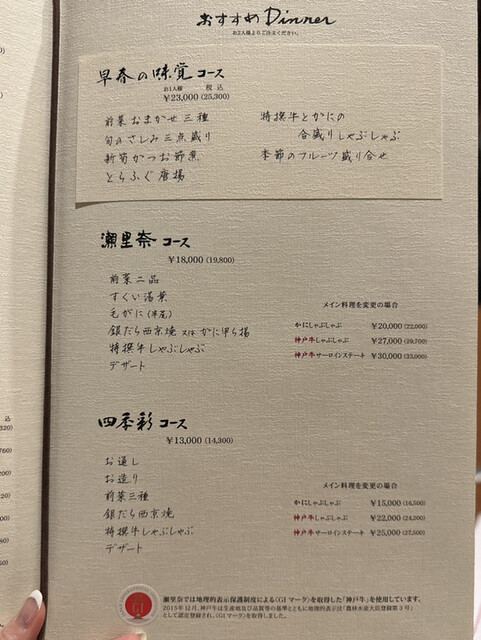 おすすめ Dinner
お2人様よりご注文ください。
早春の味覚コース
お1人様 税込
¥23,000 (25,300)
前菜おまかせ三種
旬のさしみ三点盛り
新筍かつお節煮
とらふぐ唐揚
特撰牛とかにの
合盛りしゃぶしゃぶ
季節のフルーツ盛り合せ
瀬里奈コース
¥18,000 (19,800)
前菜二品
すくい湯葉
毛がに(半尾)
銀だら西京焼 又は かに甲ら揚
特撰牛しゃぶしゃぶ
デザート
メイン料理を変更の場合
かにしゃぶしゃぶ ¥20,000 (22,000)
神戸牛しゃぶしゃぶ ¥27,000 (29,700)
神戸牛サーロインステーキ ¥30,000 (33,000)
四季彩コース
¥13,000 (14,300)
お通し
お造り
前菜三種
銀だら西京焼
特撰牛しゃぶしゃぶ
デザート
メイン料理を変更の場合
かにしゃぶしゃぶ ¥15,000 (16,500)
神戸牛しゃぶしゃぶ ¥22,000 (24,200)
神戸牛サーロインステーキ ¥25,000 (27,500)
瀬里奈では地理的表示保護制度による(GIマーク)を取得した「神戸牛」を使用しています。
2015年12月、神戸牛は生産地及び品質等の基準とともに地理的表示は「農林水産大臣登録第3号」
として認定登録され、(GIマーク)を取得しました。
GI